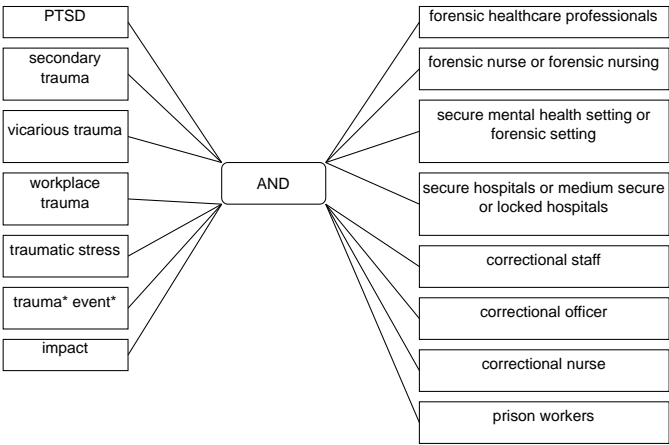 PTSD
secondary
trauma
vicarious trauma
workplace
trauma
traumatic stress
trauma* event*
impact
AND
forensic healthcare professionals
forensic nurse or forensic nursing
secure mental health setting or
forensic setting
secure hospitals or medium secure
or locked hospitals
correctional staff
correctional officer
correctional nurse
prison workers